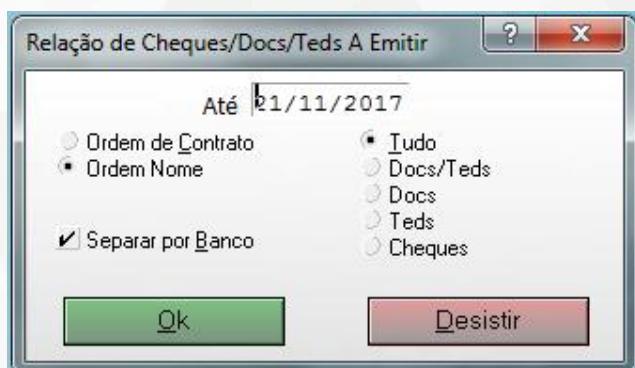 Relação de Cheques/Docs/Teds A Emitir
Até 21/11/2017
Ordem de Contrato
Ordem Nome
Separar por Banco
Tudo
Docs/Teds
Docs
Teds
Cheques
Ok
Desistir